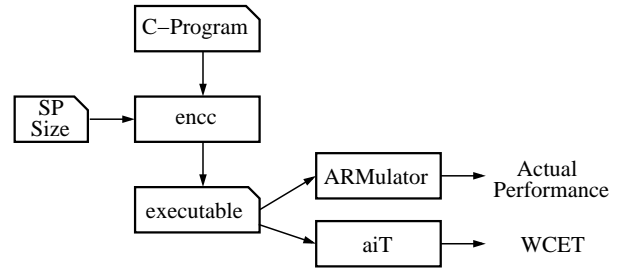 C−Program
SP
Size
encc
executable
ARMulator
Actual
Performance
aiT
WCET